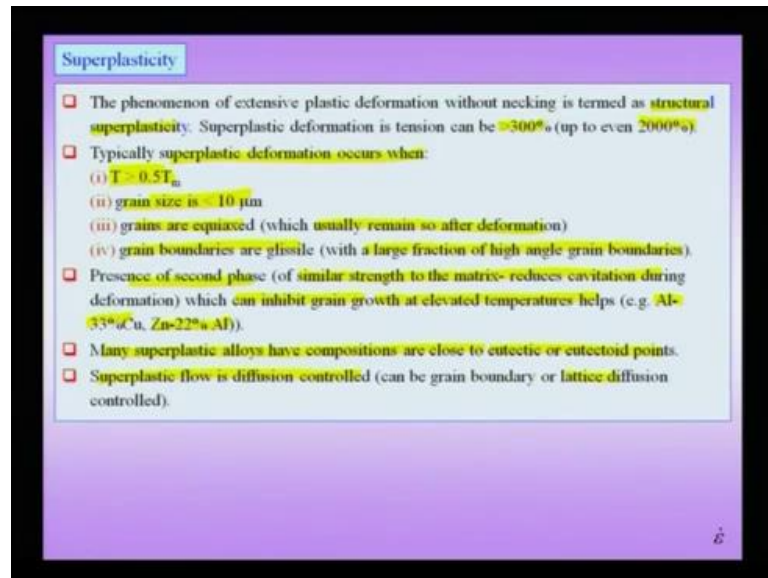 Superplasticity
❑ The phenomenon of extensive plastic deformation without necking is termed as structural
superplasticity. Superplastic deformation is tension can be >300% (up to even 2000%).
❑ Typically superplastic deformation occurs when:
(i) T > 0.5Tₘ
(ii) grain size is < 10 μm
(iii) grains are equiaxed (which usually remain so after deformation)
(iv) grain boundaries are glissile (with a large fraction of high angle grain boundaries).
❑ Presence of second phase (of similar strength to the matrix- reduces cavitation during
deformation) which can inhibit grain growth at elevated temperatures helps (e.g. Al-
33%Cu, Zn-22% Al)).
❑ Many superplastic alloys have compositions are close to eutectic or eutectoid points.
❑ Superplastic flow is diffusion controlled (can be grain boundary or lattice diffusion
controlled).
ε̇